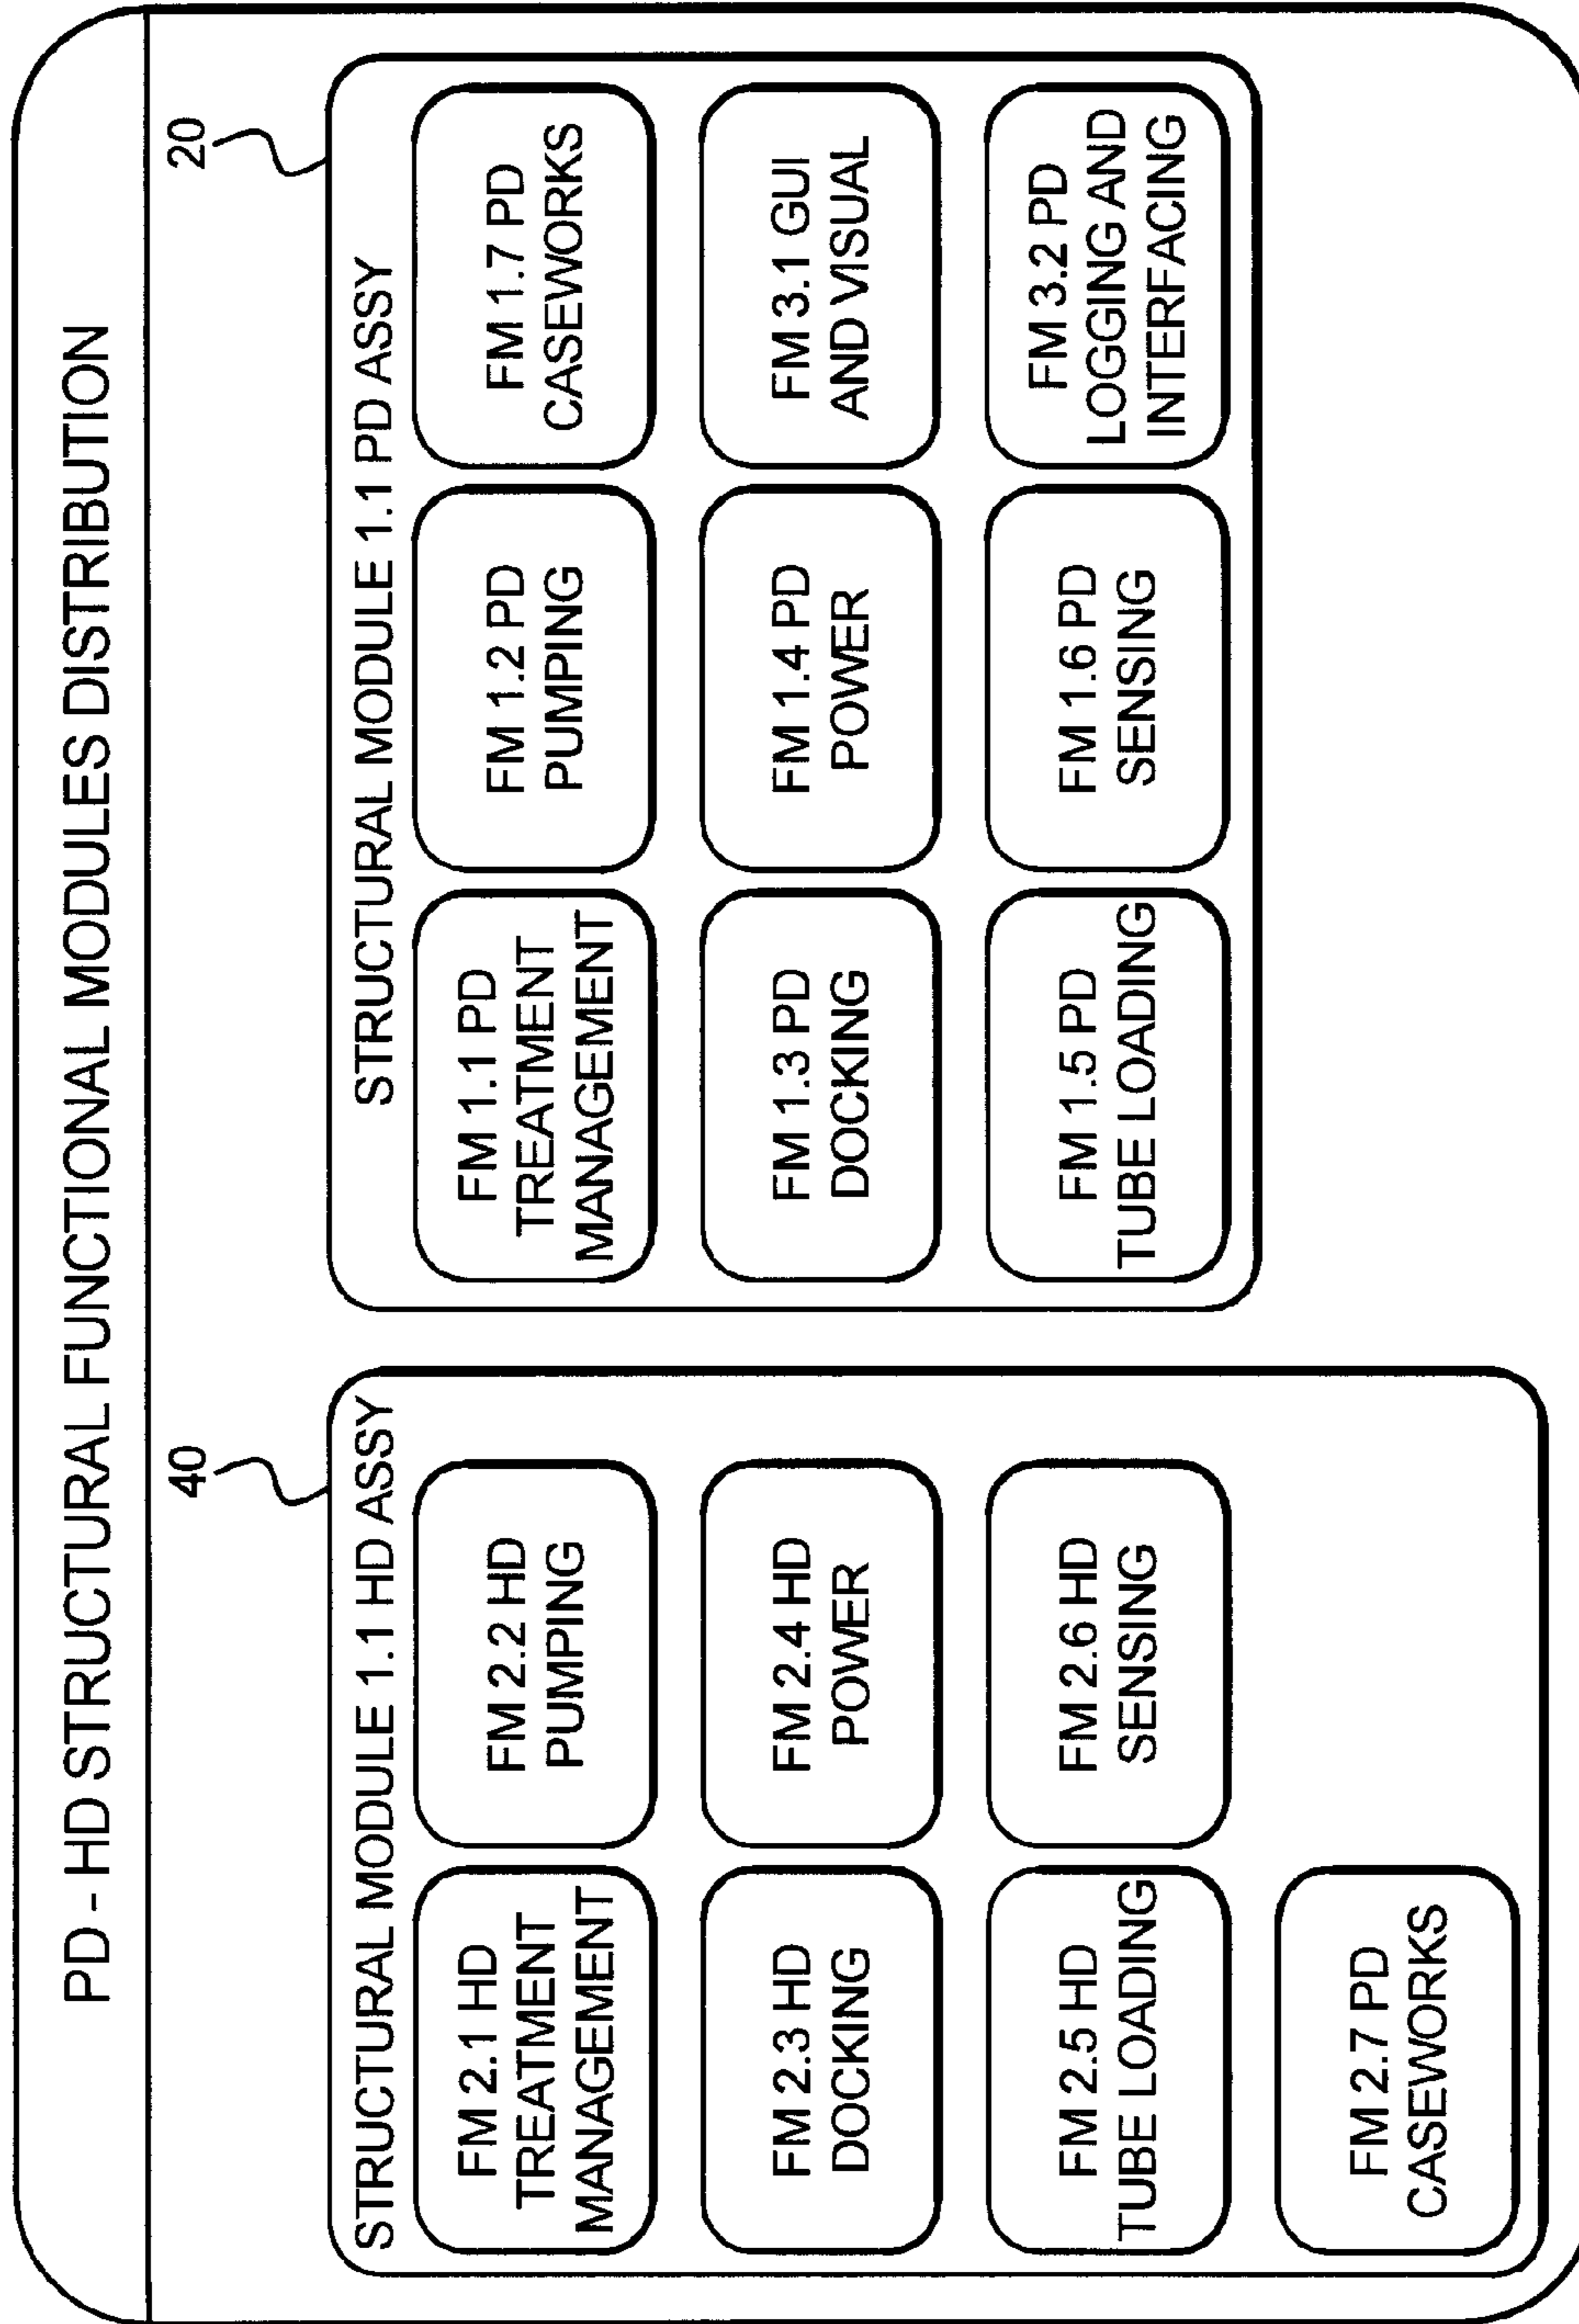 PD - HD STRUCTURAL FUNCTIONAL MODULES DISTRIBUTION
40
STRUCTURAL MODULE 1.1 HD ASSY
FM 2.1 HD
TREATMENT
MANAGEMENT
FM 2.2 HD
PUMPING
FM 2.3 HD
DOCKING
FM 2.4 HD
POWER
FM 2.5 HD
TUBE LOADING
FM 2.6 HD
SENSING
FM 2.7 PD
CASEWORKS
20
STRUCTURAL MODULE 1.1 PD ASSY
FM 1.1 PD
TREATMENT
MANAGEMENT
FM 1.2 PD
PUMPING
FM 1.7 PD
CASEWORKS
FM 1.3 PD
DOCKING
FM 1.4 PD
POWER
FM 3.1 GUI
AND VISUAL
FM 1.5 PD
TUBE LOADING
FM 1.6 PD
SENSING
FM 3.2 PD
LOGGING AND
INTERFACING